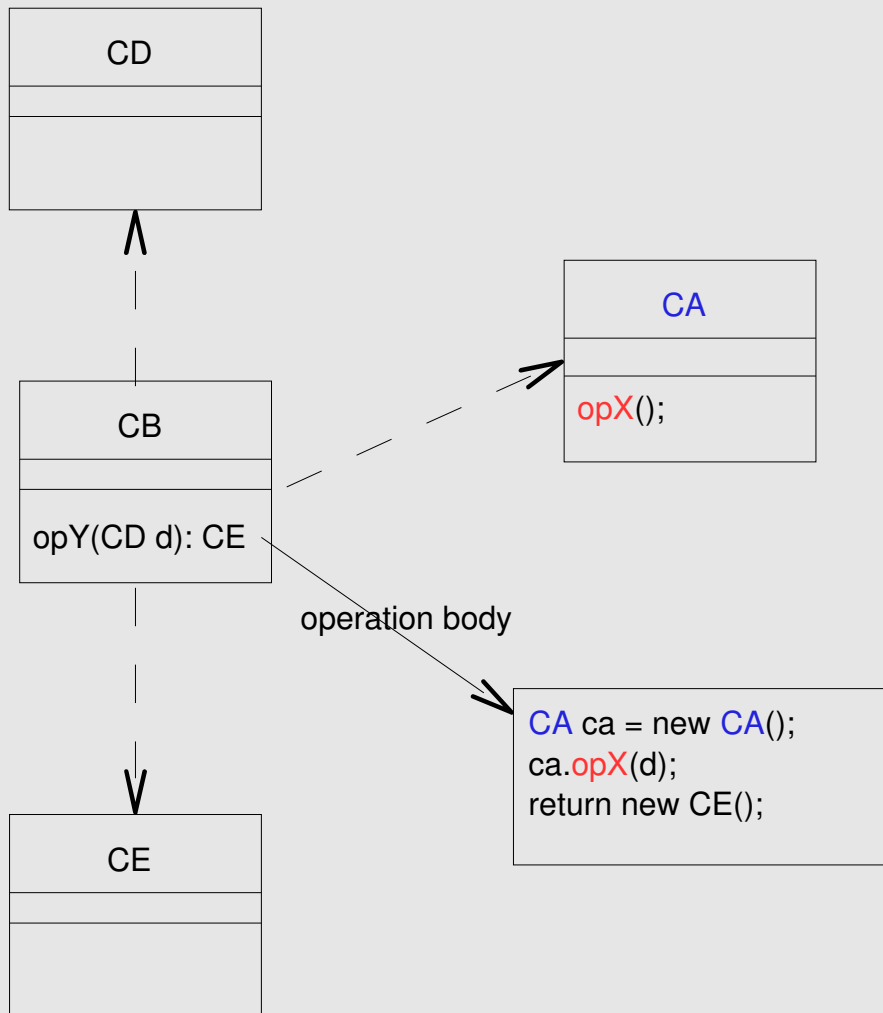 CD
CA
opX();
CB
opY(CD d): CE
operation body
CA ca = new CA();
ca.opX(d);
return new CE();
CE